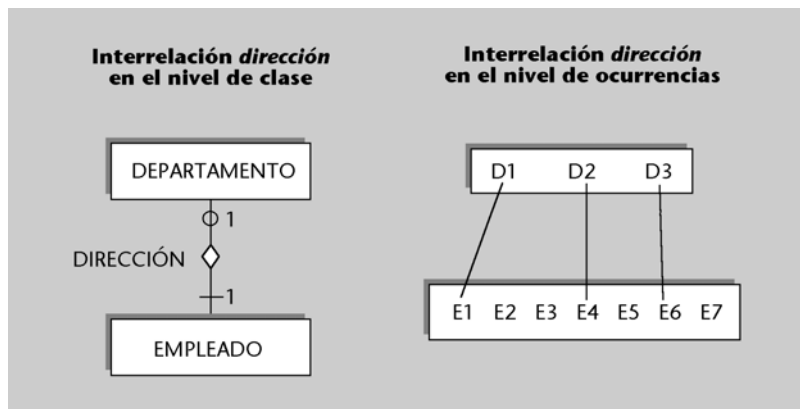 Interrelación dirección
en el nivel de clase
DEPARTAMENTO
1
DIRECCIÓN
1
EMPLEADO
Interrelación dirección
en el nivel de ocurrencias
D1 D2 D3
E1 E2 E3 E4 E5 E6 E7